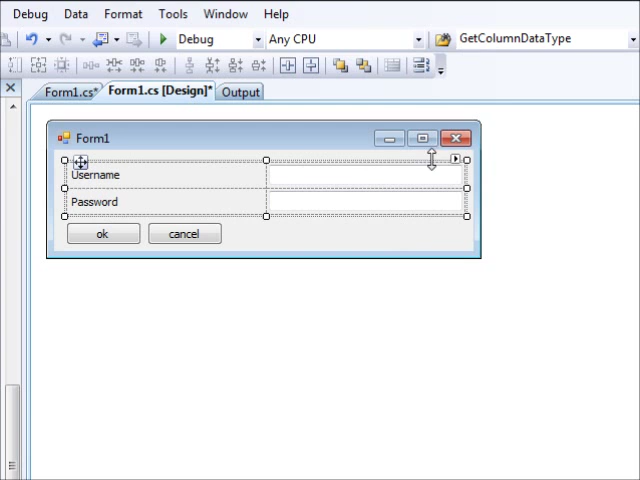 Debug Data Format Tools Window Help
Debug Any CPU GetColumnDataType
Form1.cs* Form1.cs [Design]* Output
Form1
Username
Password
ok cancel